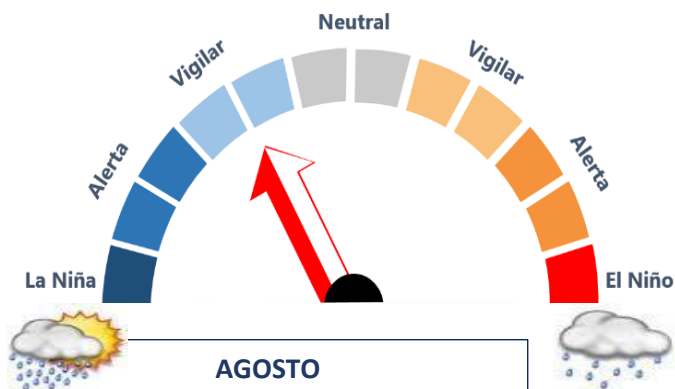 Neutral
Vigilar
Vigilar
Alerta
Alerta
La Niña
El Niño
AGOSTO